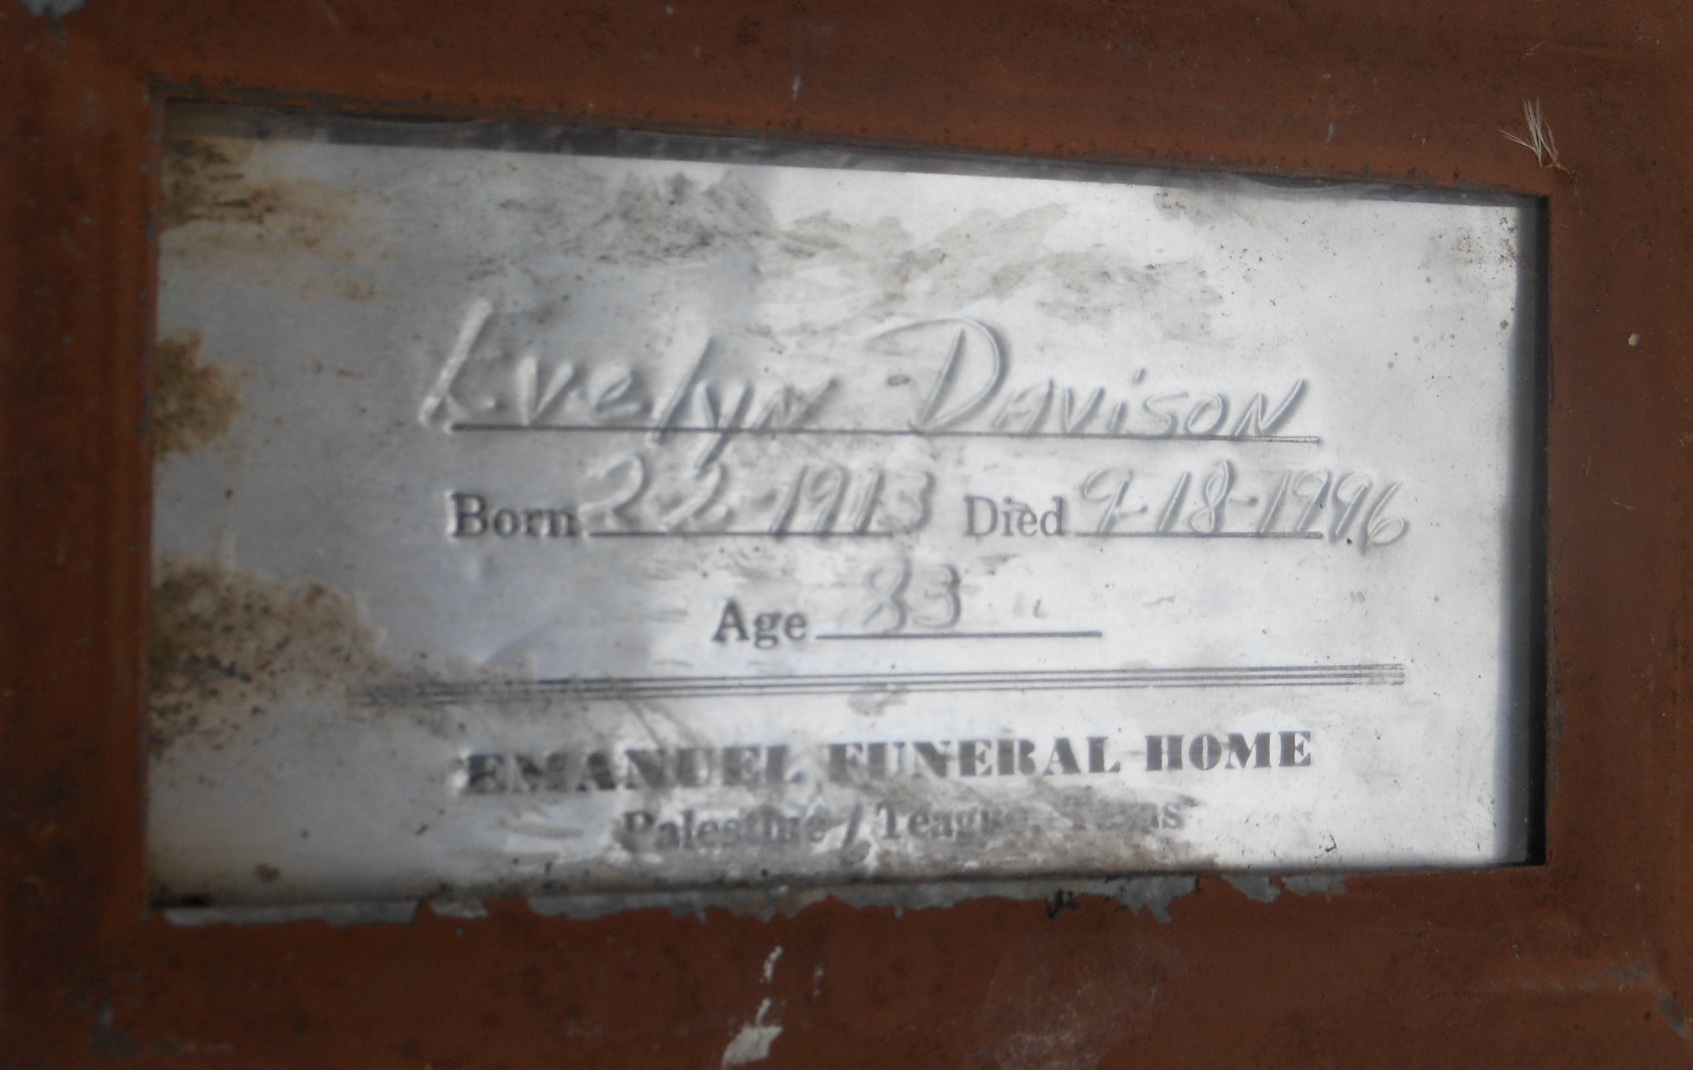 Evelyn Davison
Born 2-2-1913 Died 9-18-1996
Age 83
EMANUEL FUNERAL HOME
Palestine / Teague, Texas